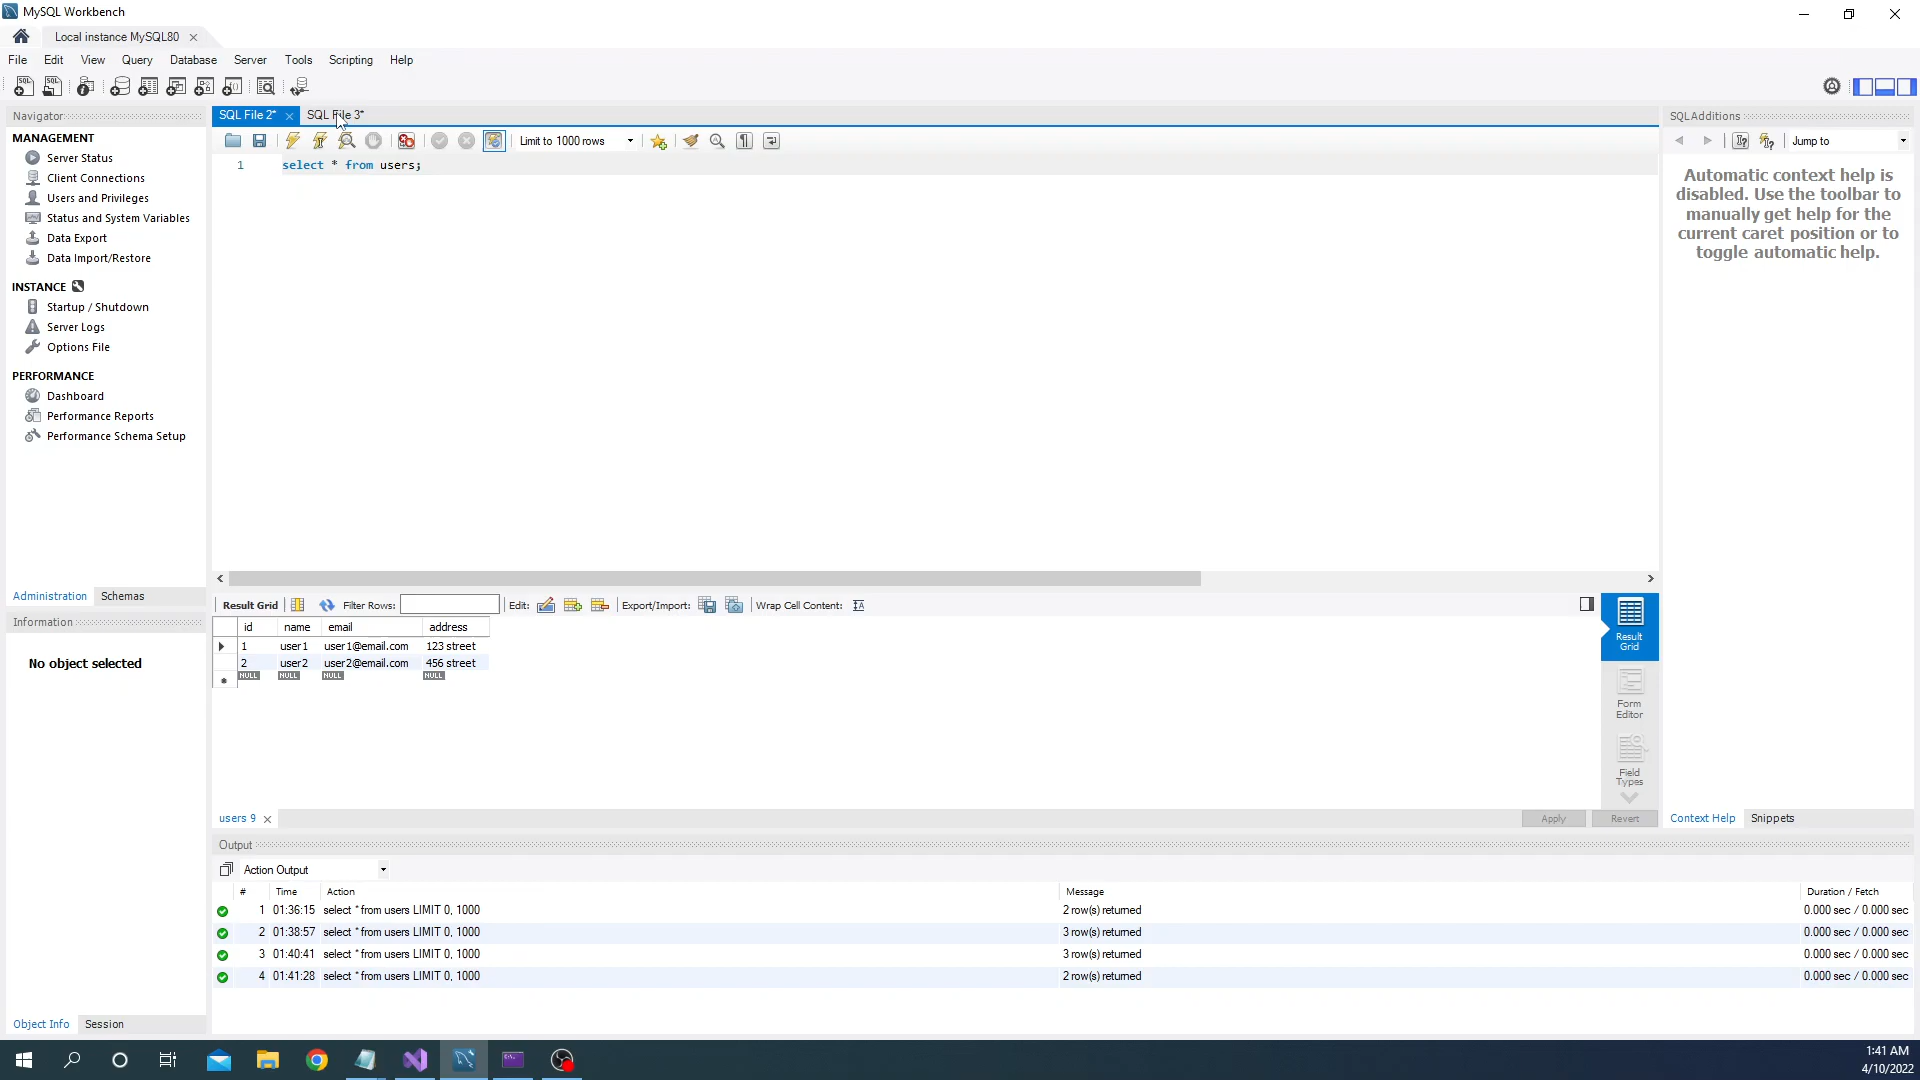 MySQL Workbench
Local instance MySQL80
File Edit View Query Database Server Tools Scripting Help
Navigator
MANAGEMENT
Server Status
Client Connections
Users and Privileges
Status and System Variables
Data Export
Data Import/Restore
INSTANCE
Startup / Shutdown
Server Logs
Options File
PERFORMANCE
Dashboard
Performance Reports
Performance Schema Setup
Administration Schemas
Information
No object selected
Object Info Session
SQL File 2* SQL File 3*
Limit to 1000 rows
1 select * from users;
Result Grid Filter Rows: Edit: Export/Import: Wrap Cell Content:
id name email address
1 user1 user1@email.com 123 street
2 user2 user2@email.com 456 street
NULL NULL NULL NULL
Result
Grid
Form
Editor
Field
Types
users 9 Apply Revert
Output
Action Output
# Time Action Message Duration / Fetch
1 01:36:15 select * from users LIMIT 0, 1000 2 row(s) returned 0.000 sec / 0.000 sec
2 01:38:57 select * from users LIMIT 0, 1000 3 row(s) returned 0.000 sec / 0.000 sec
3 01:40:41 select * from users LIMIT 0, 1000 3 row(s) returned 0.000 sec / 0.000 sec
4 01:41:28 select * from users LIMIT 0, 1000 2 row(s) returned 0.000 sec / 0.000 sec
SQLAdditions
Jump to
Automatic context help is
disabled. Use the toolbar to
manually get help for the
current caret position or to
toggle automatic help.
Context Help Snippets
1:41 AM
4/10/2022